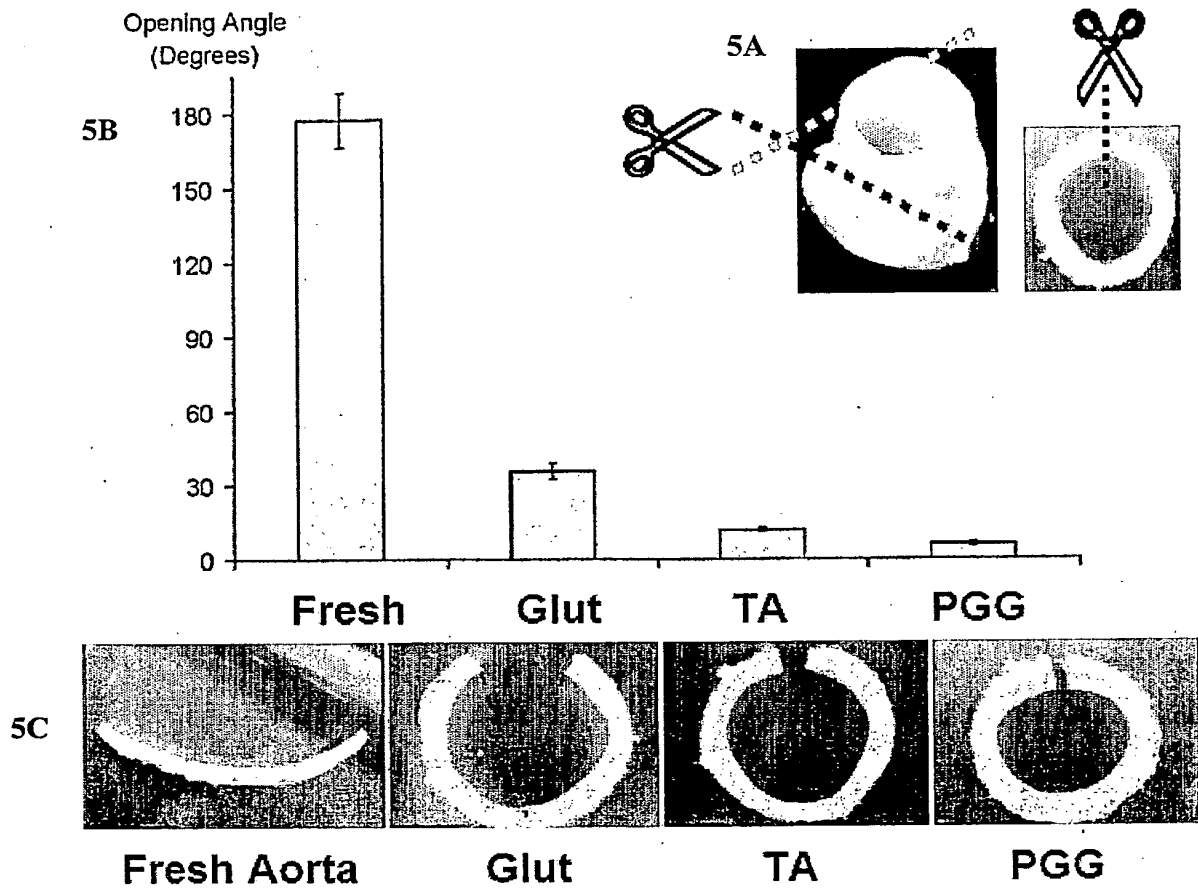 Opening Angle
(Degrees)
5A
5B
180
150
120
90
60
30
0
Fresh Glut TA PGG
5C
Fresh Aorta Glut TA PGG